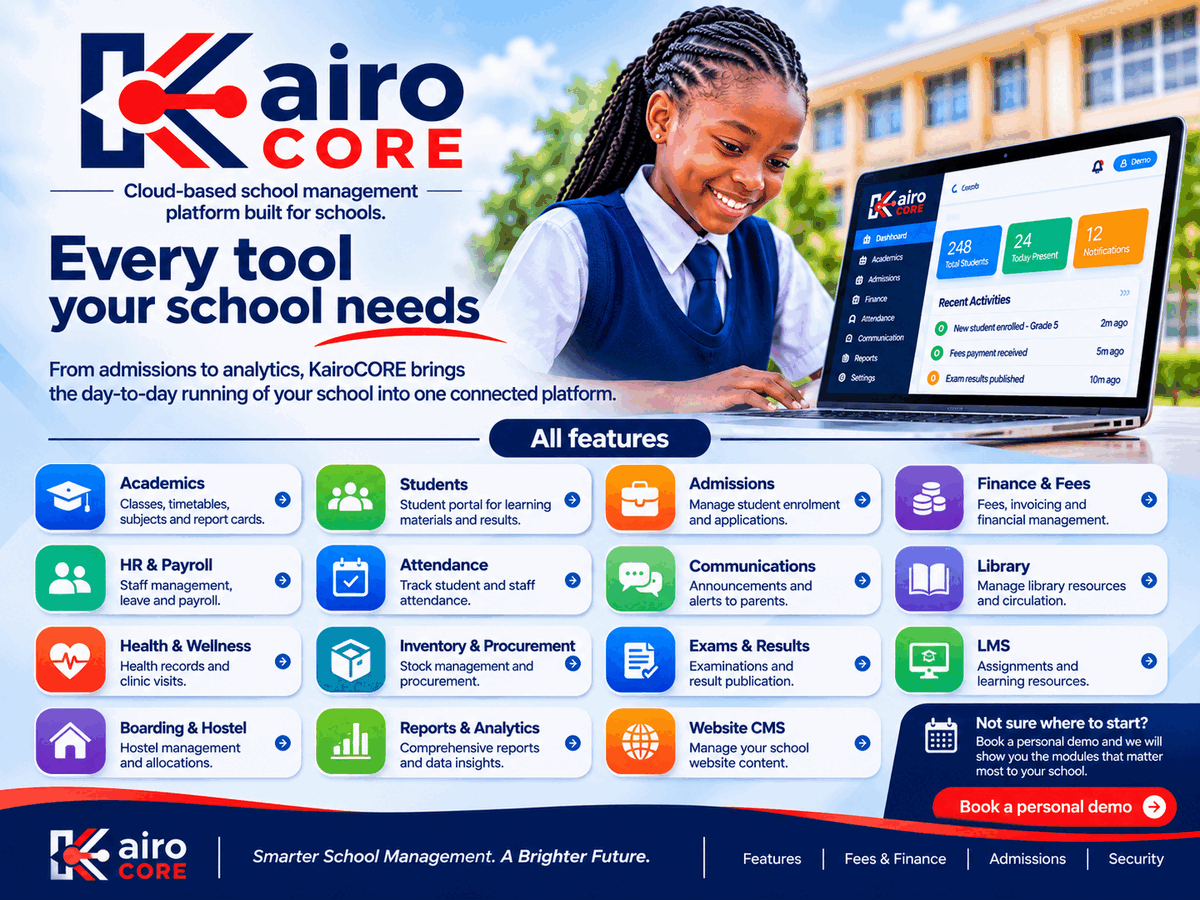 Kairo
CORE
Cloud-based school management
platform built for schools.
Every tool
your school needs
From admissions to analytics, KairoCORE brings
the day-to-day running of your school into one connected platform.
Kairo
CORE
Demo
Dashboard
Academics
Admissions
Finance
Attendance
Communication
Reports
Settings
248
Total Students
24
Today Present
12
Notifications
Recent Activities
New student enrolled - Grade 5
2m ago
Fees payment received
5m ago
Exam results published
10m ago
All features
Academics
Classes, timetables,
subjects and report cards.
Students
Student portal for learning
materials and results.
Admissions
Manage student enrolment
and applications.
Finance & Fees
Fees, invoicing and
financial management.
HR & Payroll
Staff management,
leave and payroll.
Attendance
Track student and staff
attendance.
Communications
Announcements and
alerts to parents.
Library
Manage library resources
and circulation.
Health & Wellness
Health records and
clinic visits.
Inventory & Procurement
Stock management and
procurement.
Exams & Results
Examinations and
result publication.
LMS
Assignments and
learning resources.
Boarding & Hostel
Hostel management
and allocations.
Reports & Analytics
Comprehensive reports
and data insights.
Website CMS
Manage your school
website content.
Not sure where to start?
Book a personal demo and we will
show you the modules that matter
most to your school.
Book a personal demo
Kairo
CORE
Smarter School Management. A Brighter Future.
Features
Fees & Finance
Admissions
Security